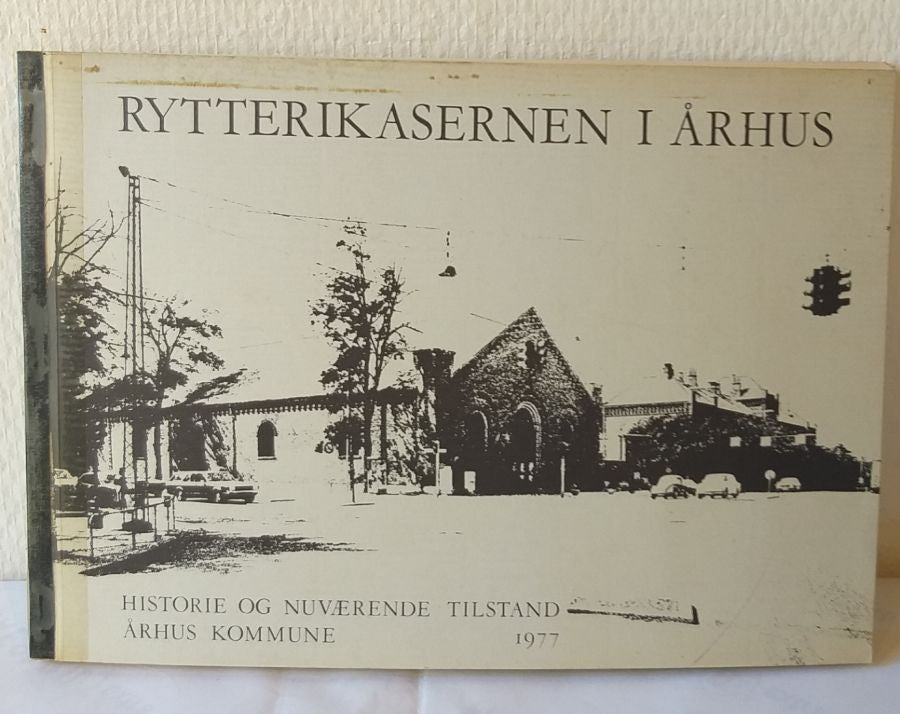 RYTTERIKASERNEN I ÅRHUS
HISTORIE OG NUVÆRENDE TILSTAND
ÅRHUS KOMMUNE 1977